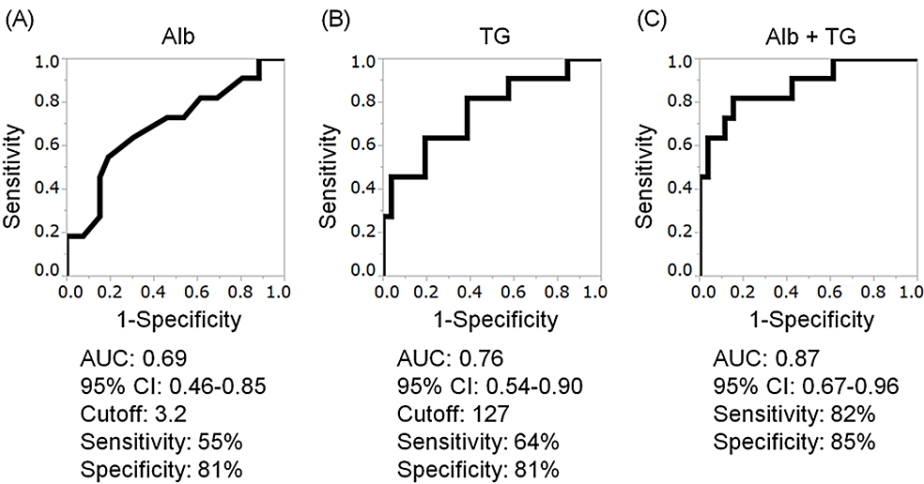 (A)
Alb
Sensitivity
1.0
0.8
0.6
0.4
0.2
0.0
0.0 0.2 0.4 0.6 0.8 1.0
1-Specificity
AUC: 0.69
95% CI: 0.46-0.85
Cutoff: 3.2
Sensitivity: 55%
Specificity: 81%
(B)
TG
Sensitivity
1.0
0.8
0.6
0.4
0.2
0.0
0.0 0.2 0.4 0.6 0.8 1.0
1-Specificity
AUC: 0.76
95% CI: 0.54-0.90
Cutoff: 127
Sensitivity: 64%
Specificity: 81%
(C)
Alb + TG
Sensitivity
1.0
0.8
0.6
0.4
0.2
0.0
0.0 0.2 0.4 0.6 0.8 1.0
1-Specificity
AUC: 0.87
95% CI: 0.67-0.96
Sensitivity: 82%
Specificity: 85%